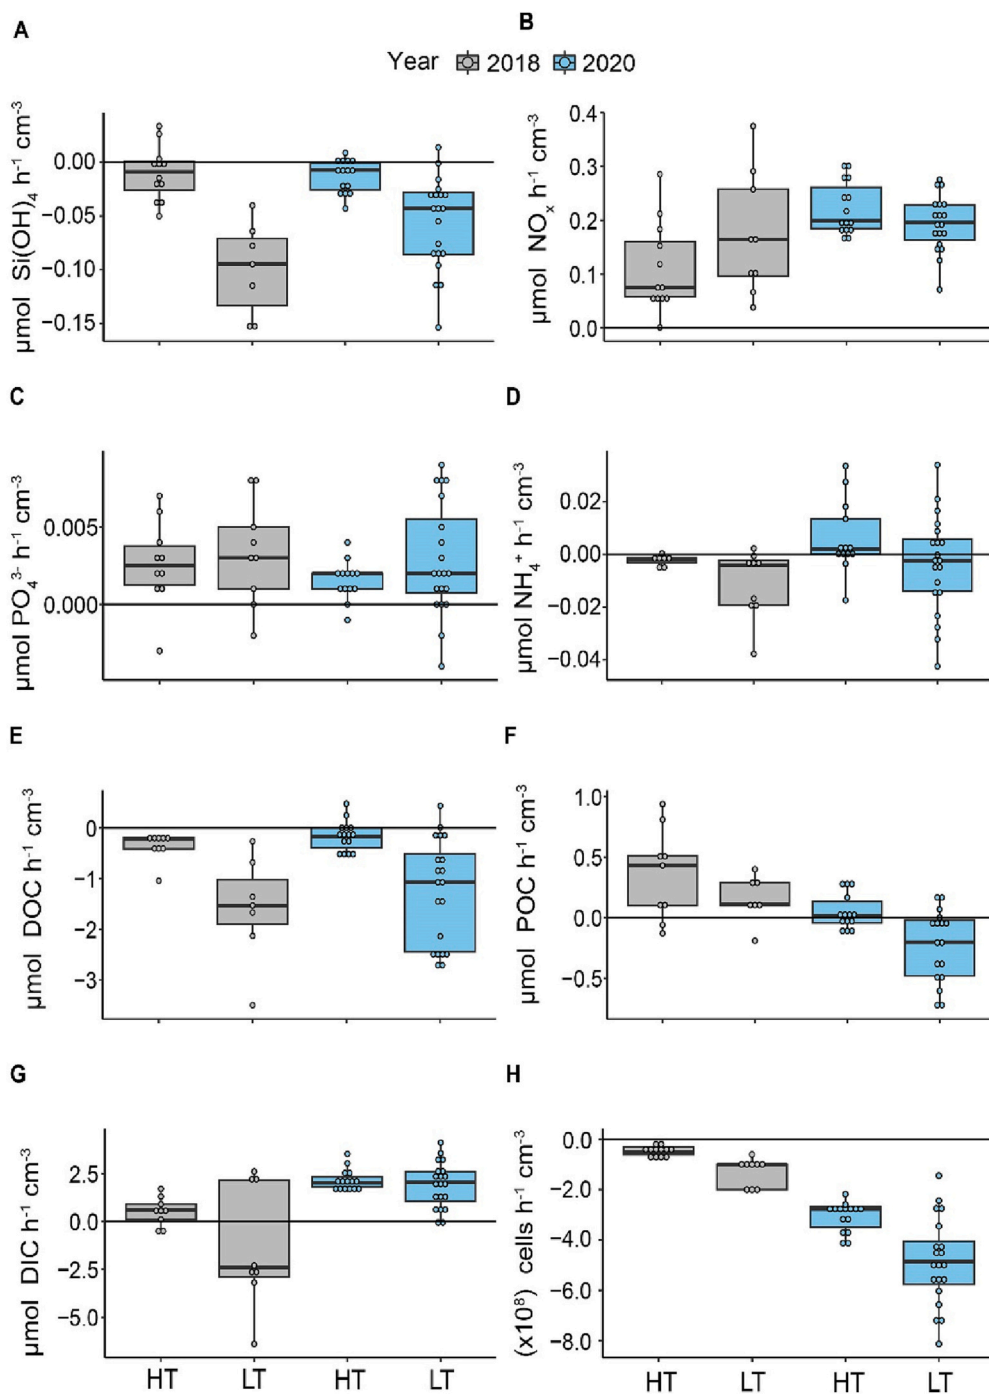 A
B
Year 2018 2020
µmol Si(OH)₄ h⁻¹ cm⁻³
0.00
−0.05
−0.10
−0.15
µmol NOₓ h⁻¹ cm⁻³
0.4
0.3
0.2
0.1
0.0
C
D
µmol PO₄³⁻ h⁻¹ cm⁻³
0.005
0.000
µmol NH₄⁺ h⁻¹ cm⁻³
0.02
0.00
−0.02
−0.04
E
F
µmol DOC h⁻¹ cm⁻³
0
−1
−2
−3
µmol POC h⁻¹ cm⁻³
1.0
0.5
0.0
−0.5
G
H
µmol DIC h⁻¹ cm⁻³
2.5
0.0
−2.5
−5.0
(x10⁸) cells h⁻¹ cm⁻³
0.0
−2.0
−4.0
−6.0
−8.0
HT LT HT LT
HT LT HT LT